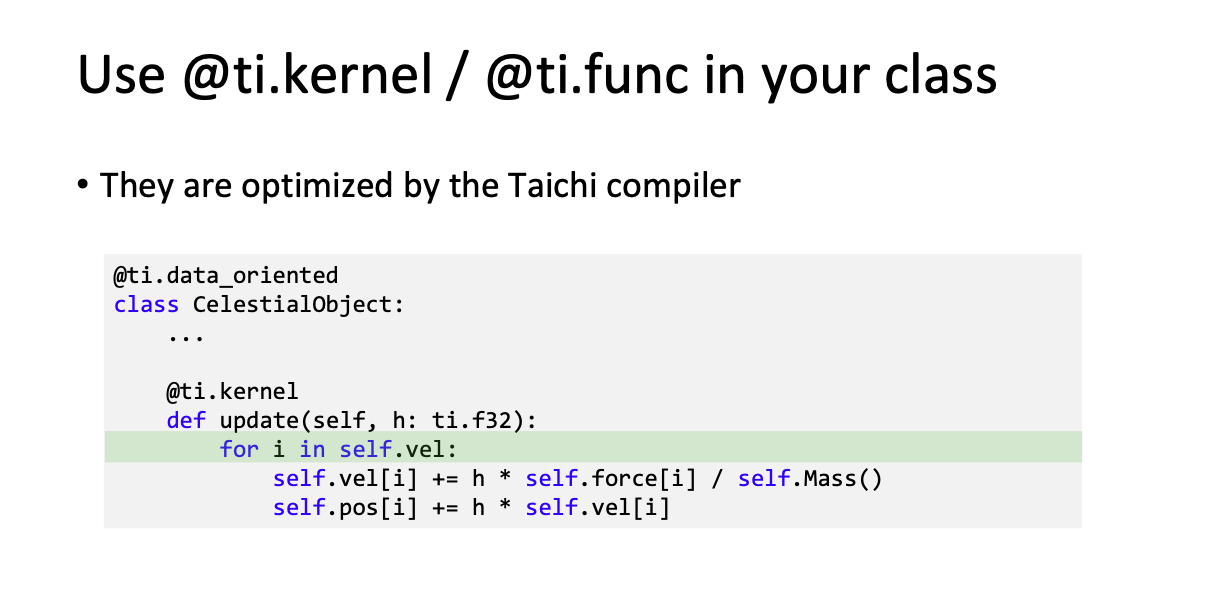 Use @ti.kernel / @ti.func in your class
• They are optimized by the Taichi compiler
@ti.data_oriented
class CelestialObject:
    ...
    @ti.kernel
    def update(self, h: ti.f32):
        for i in self.vel:
            self.vel[i] += h * self.force[i] / self.Mass()
            self.pos[i] += h * self.vel[i]